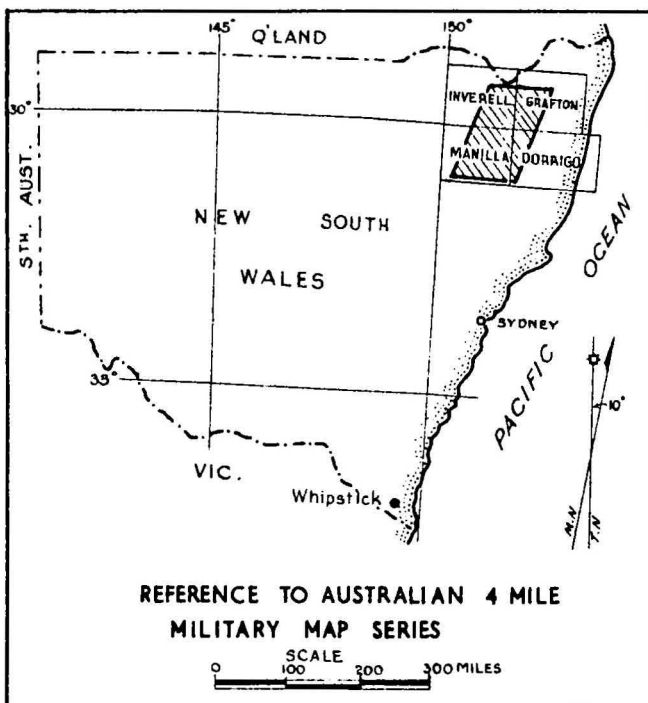 145°
150°
Q'LAND
30°
INVERELL
GRAFTON
MANILLA
DORRIGO
STH. AUST.
NEW SOUTH
WALES
OCEAN
PACIFIC
SYDNEY
35°
10°
VIC.
Whipstick
M.N
T.N
REFERENCE TO AUSTRALIAN 4 MILE
MILITARY MAP SERIES
SCALE
0 100 200 300 MILES